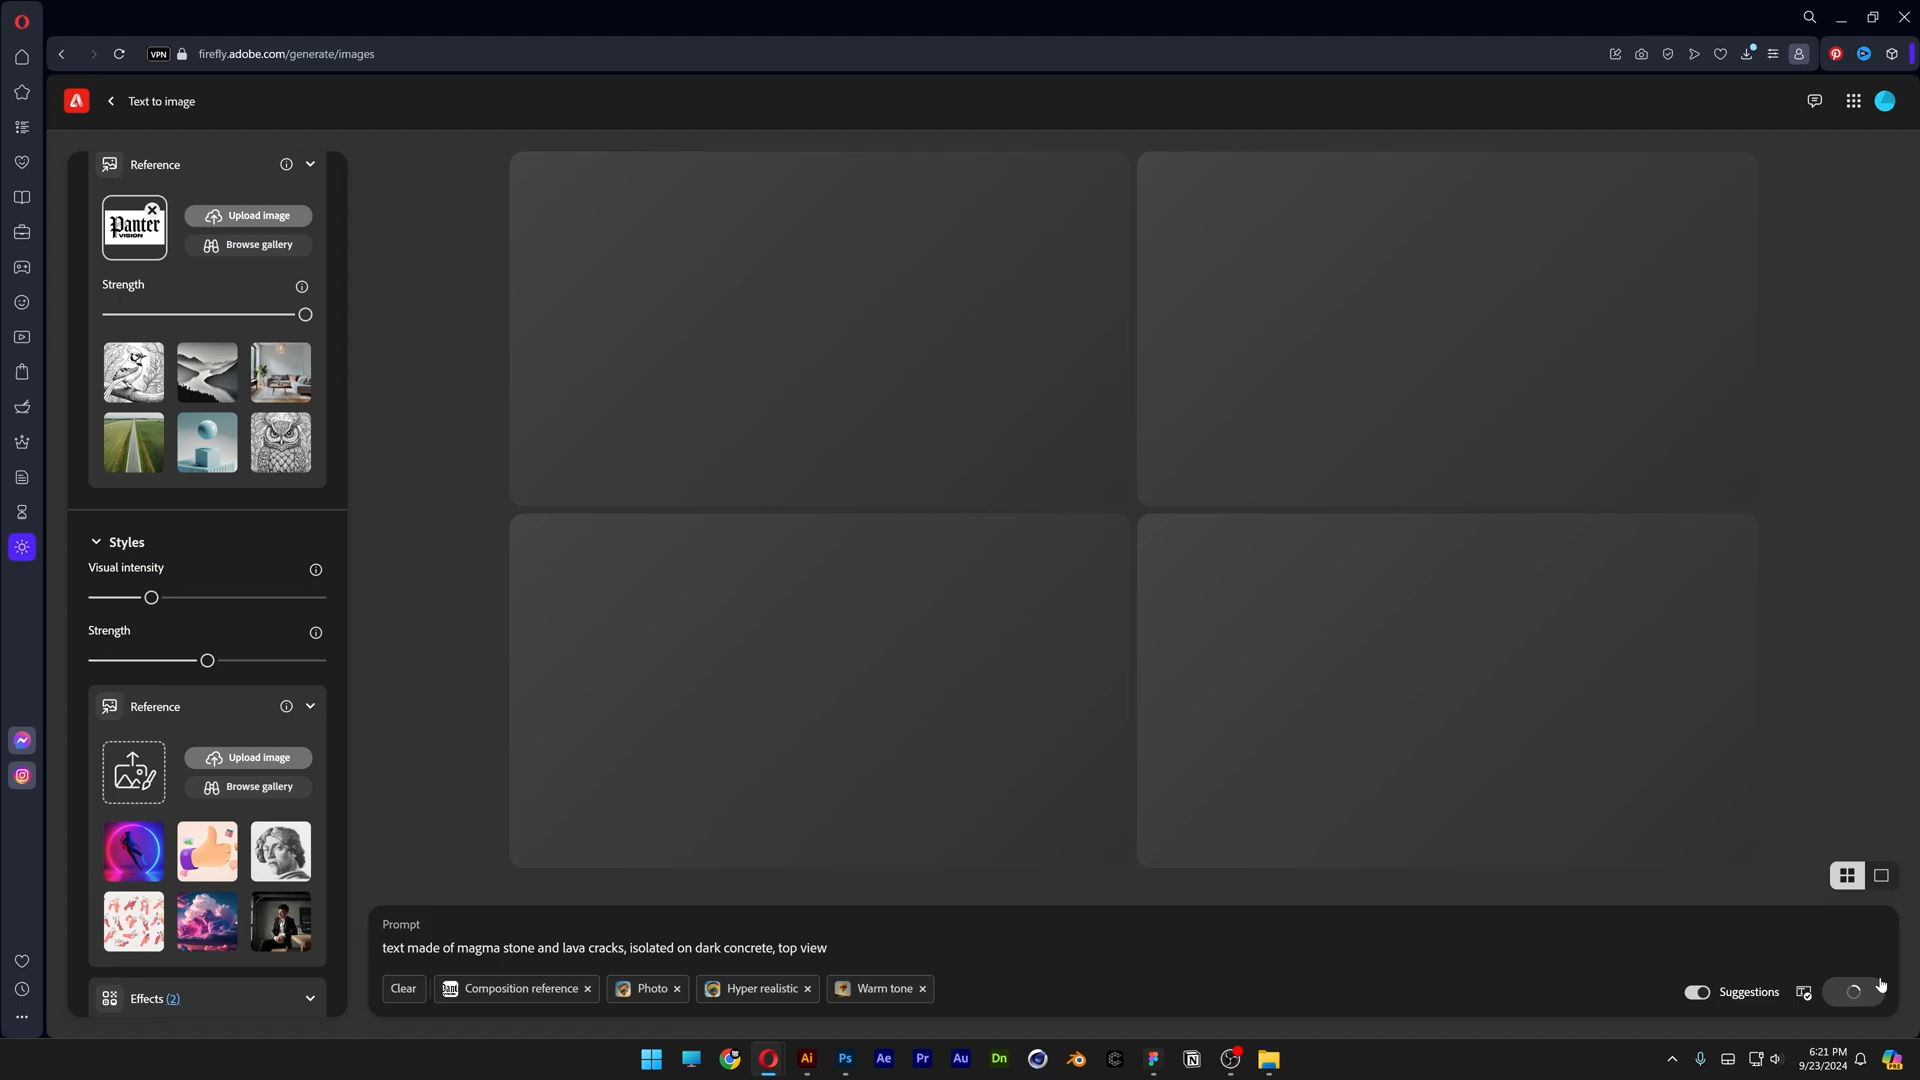 VPN
firefly.adobe.com/generate/images
Text to image
Reference
Panter
VISION
Upload image
Browse gallery
Strength
Styles
Visual intensity
Strength
Reference
Upload image
Browse gallery
Effects (2)
Prompt
text made of magma stone and lava cracks, isolated on dark concrete, top view
Clear
Composition reference
Photo
Hyper realistic
Warm tone
Suggestions
Ai
Ps
Ae
Pr
Au
Dn
6:21 PM
9/23/2024
PRE